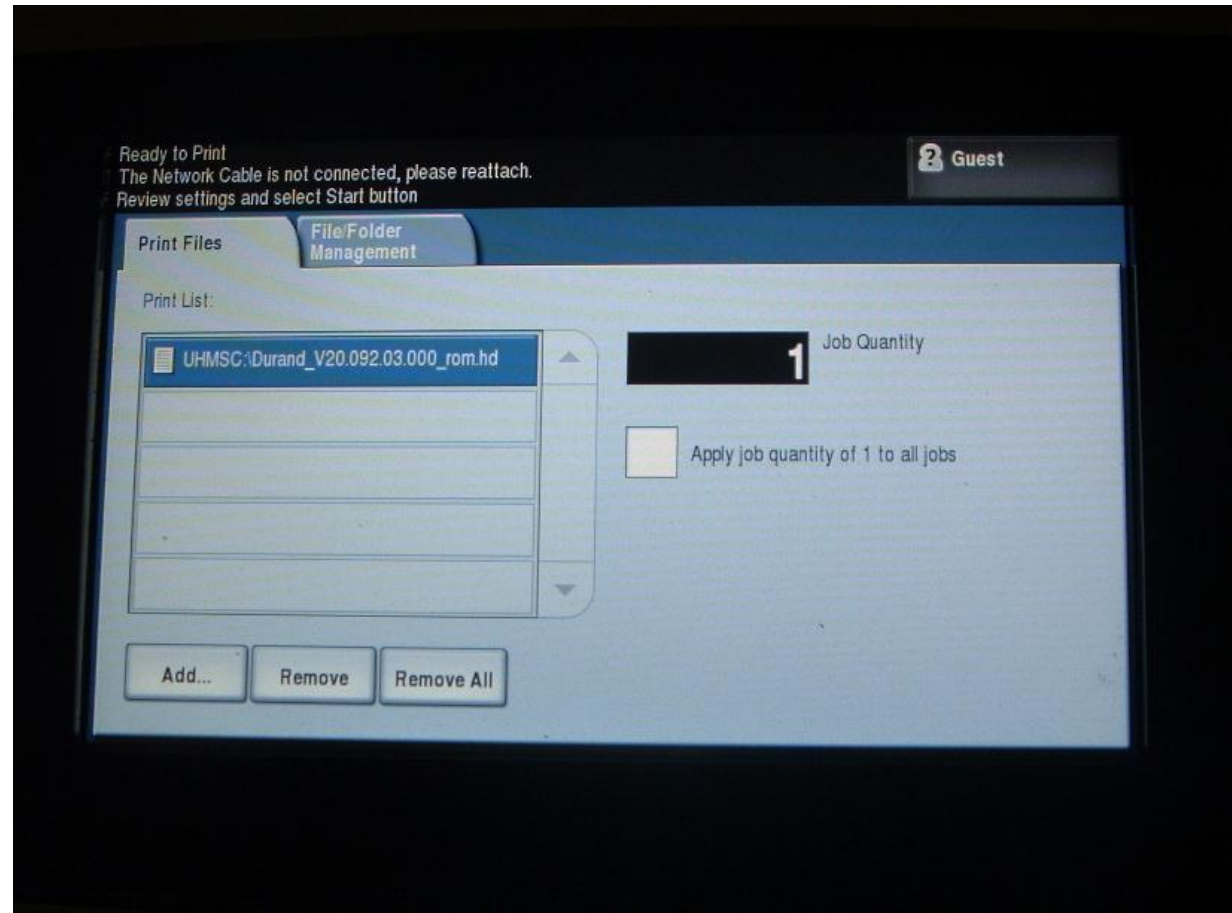 Ready to Print
The Network Cable is not connected, please reattach.
Review settings and select Start button
Guest
Print Files
File/Folder
Management
Print List:
UHMSC:\Durand_V20.092.03.000_rom.hd
1
Job Quantity
Apply job quantity of 1 to all jobs
Add...
Remove
Remove All